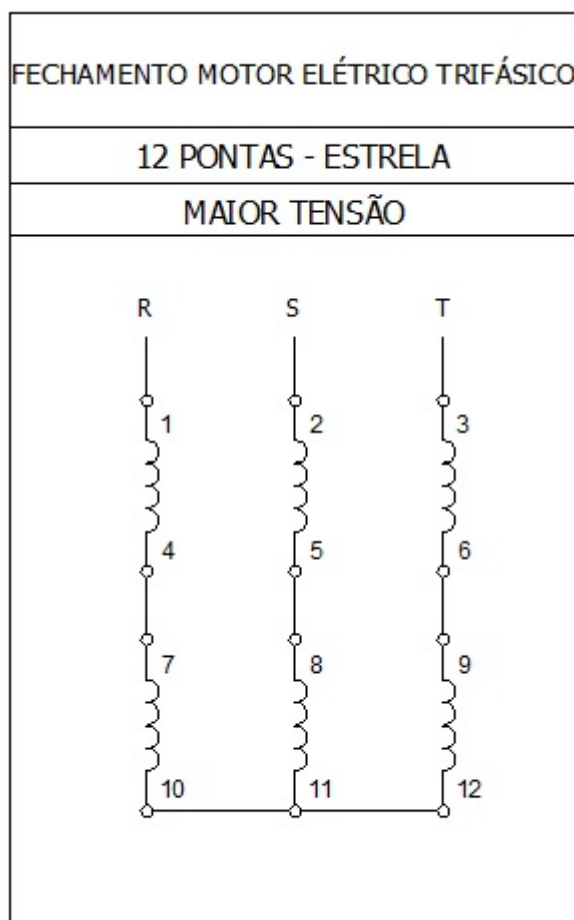 FECHAMENTO MOTOR ELÉTRICO TRIFÁSICO
12 PONTAS - ESTRELA
MAIOR TENSÃO
R S T
1 2 3
4 5 6
7 8 9
10 11 12